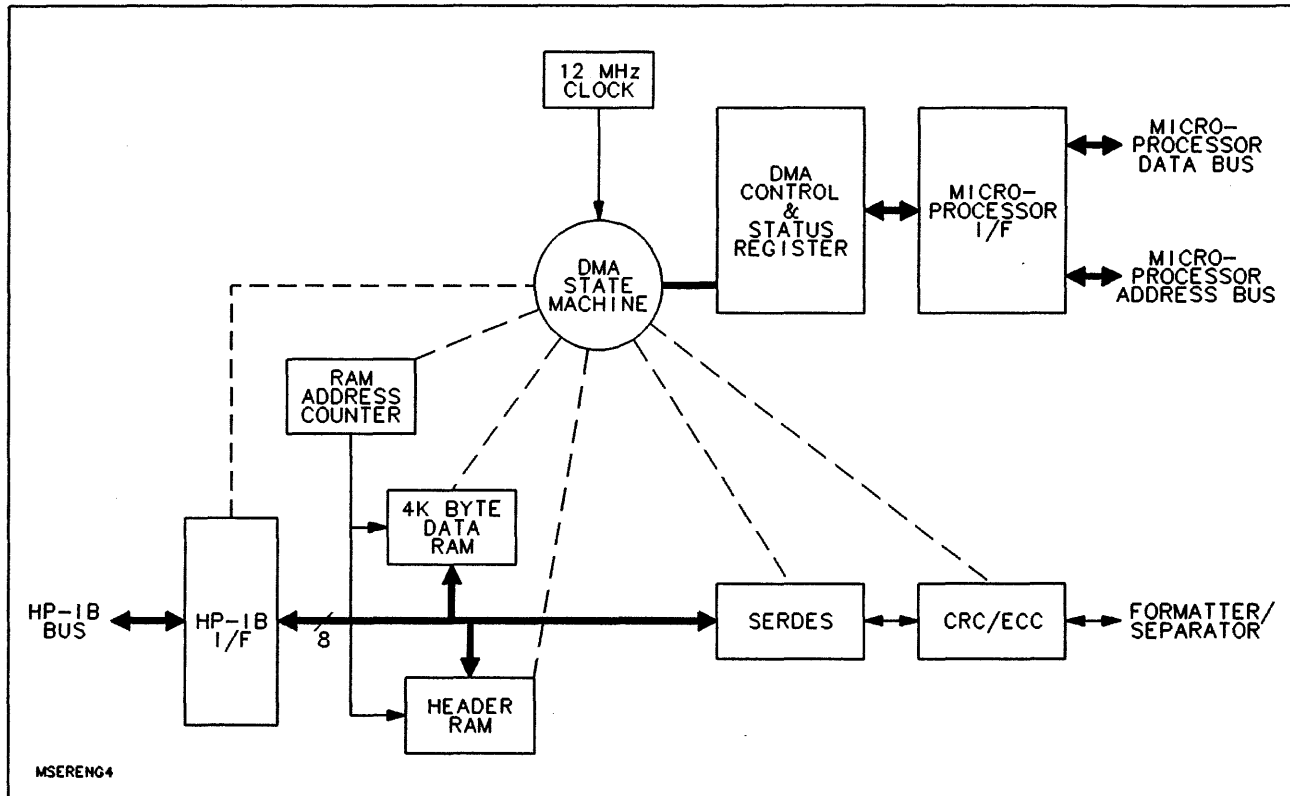 12 MHz
CLOCK
DMA
CONTROL
&
STATUS
REGISTER
MICRO-
PROCESSOR
I/F
MICRO-
PROCESSOR
DATA BUS
MICRO-
PROCESSOR
ADDRESS BUS
DMA
STATE
MACHINE
RAM
ADDRESS
COUNTER
4K BYTE
DATA
RAM
HP-IB
BUS
HP-IB
I/F
8
SERDES
CRC/ECC
FORMATTER/
SEPARATOR
HEADER
RAM
MSERENG4